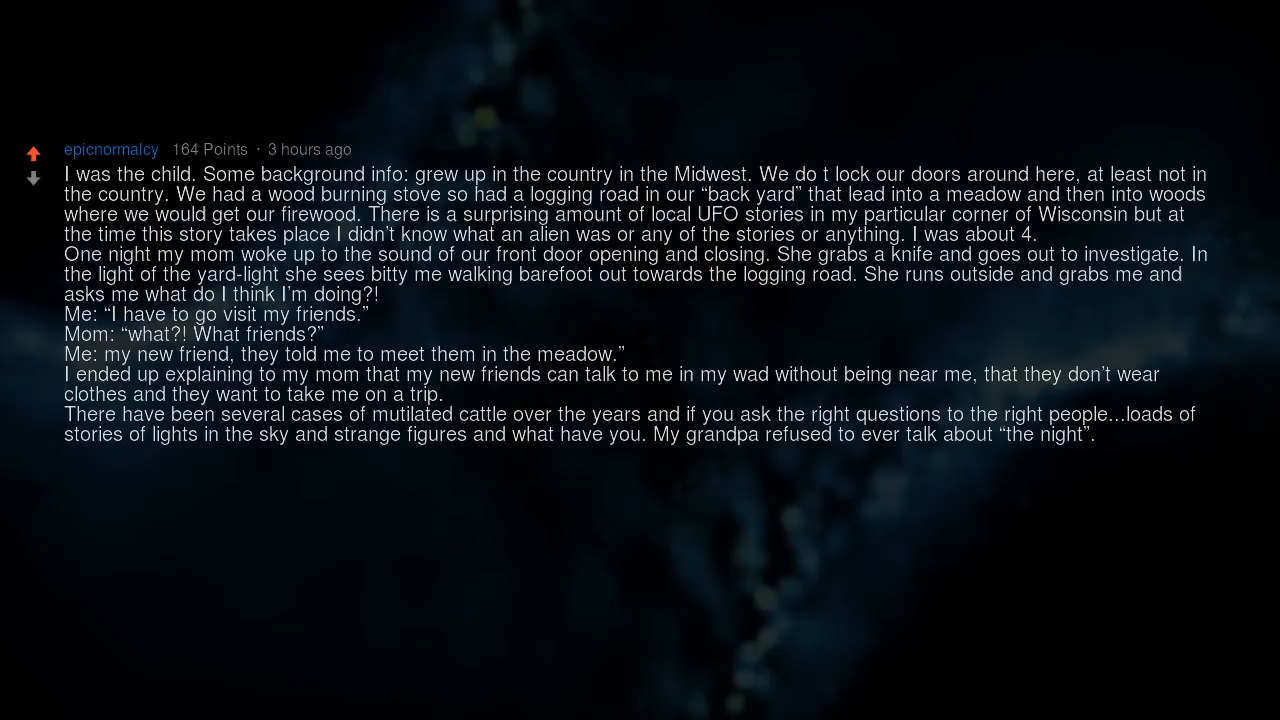 epicnormalcy 164 Points · 3 hours ago
I was the child. Some background info: grew up in the country in the Midwest. We do t lock our doors around here, at least not in
the country. We had a wood burning stove so had a logging road in our “back yard” that lead into a meadow and then into woods
where we would get our firewood. There is a surprising amount of local UFO stories in my particular corner of Wisconsin but at
the time this story takes place I didn’t know what an alien was or any of the stories or anything. I was about 4.
One night my mom woke up to the sound of our front door opening and closing. She grabs a knife and goes out to investigate. In
the light of the yard-light she sees bitty me walking barefoot out towards the logging road. She runs outside and grabs me and
asks me what do I think I’m doing?!
Me: “I have to go visit my friends.”
Mom: “what?! What friends?”
Me: my new friend, they told me to meet them in the meadow.”
I ended up explaining to my mom that my new friends can talk to me in my wad without being near me, that they don’t wear
clothes and they want to take me on a trip.
There have been several cases of mutilated cattle over the years and if you ask the right questions to the right people...loads of
stories of lights in the sky and strange figures and what have you. My grandpa refused to ever talk about “the night”.